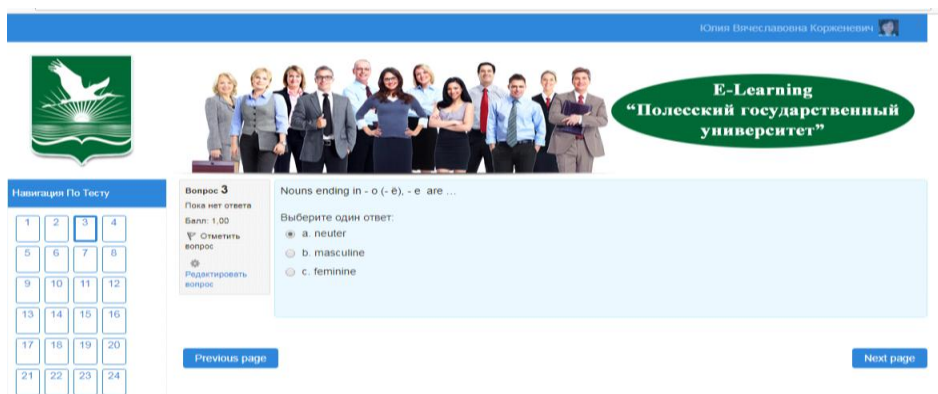 Юлия Вячеславовна Корженевич
E-Learning
“Полесский государственный
университет”
Навигация По Тесту
1 2 3 4
5 6 7 8
9 10 11 12
13 14 15 16
17 18 19 20
21 22 23 24
Вопрос 3
Пока нет ответа
Балл: 1,00
Отметить
вопрос
Редактировать
вопрос
Nouns ending in - о (- ё), - е are ...
Выберите один ответ:
a. neuter
b. masculine
c. feminine
Previous page
Next page